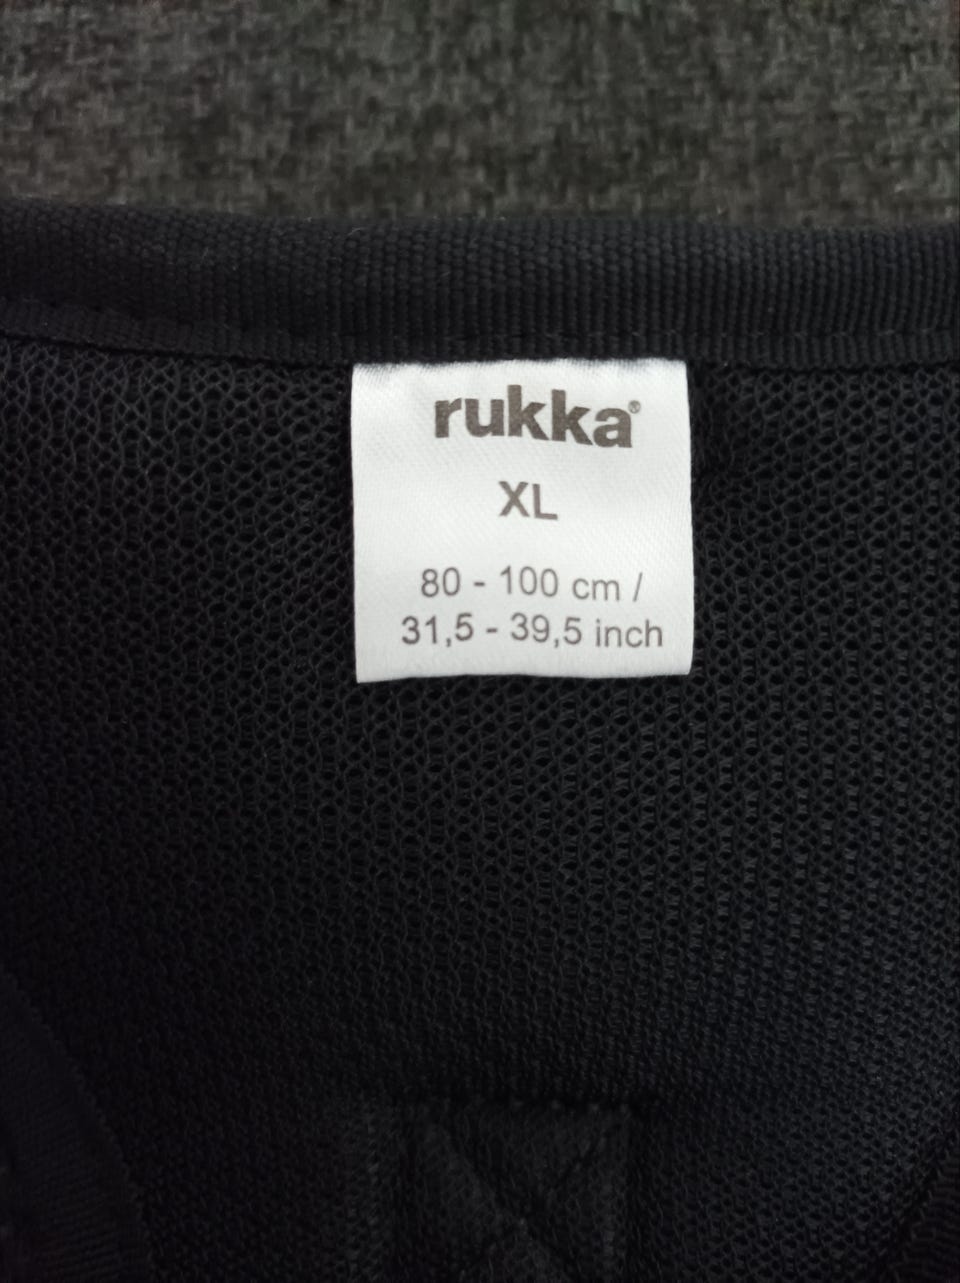 rukka®
XL
80 - 100 cm /
31,5 - 39,5 inch